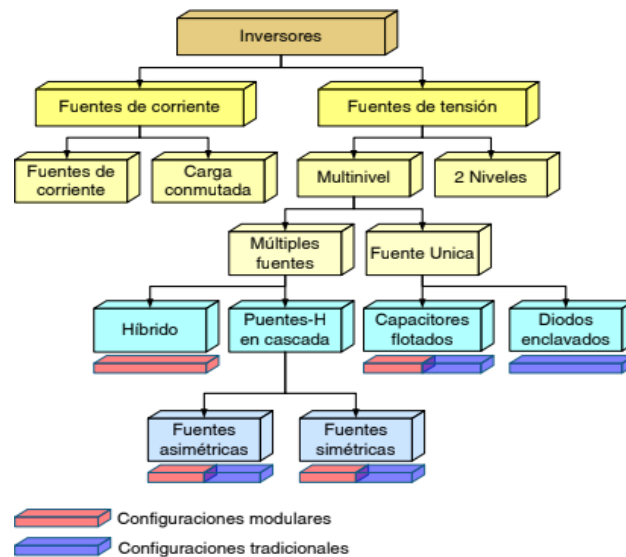 Inversores
Fuentes de corriente
Fuentes de tensión
Fuentes de
corriente
Carga
conmutada
Multinivel
2 Niveles
Múltiples
fuentes
Fuente Unica
Híbrido
Puentes-H
en cascada
Capacitores
flotados
Diodos
enclavados
Fuentes
asimétricas
Fuentes
simétricas
Configuraciones modulares
Configuraciones tradicionales